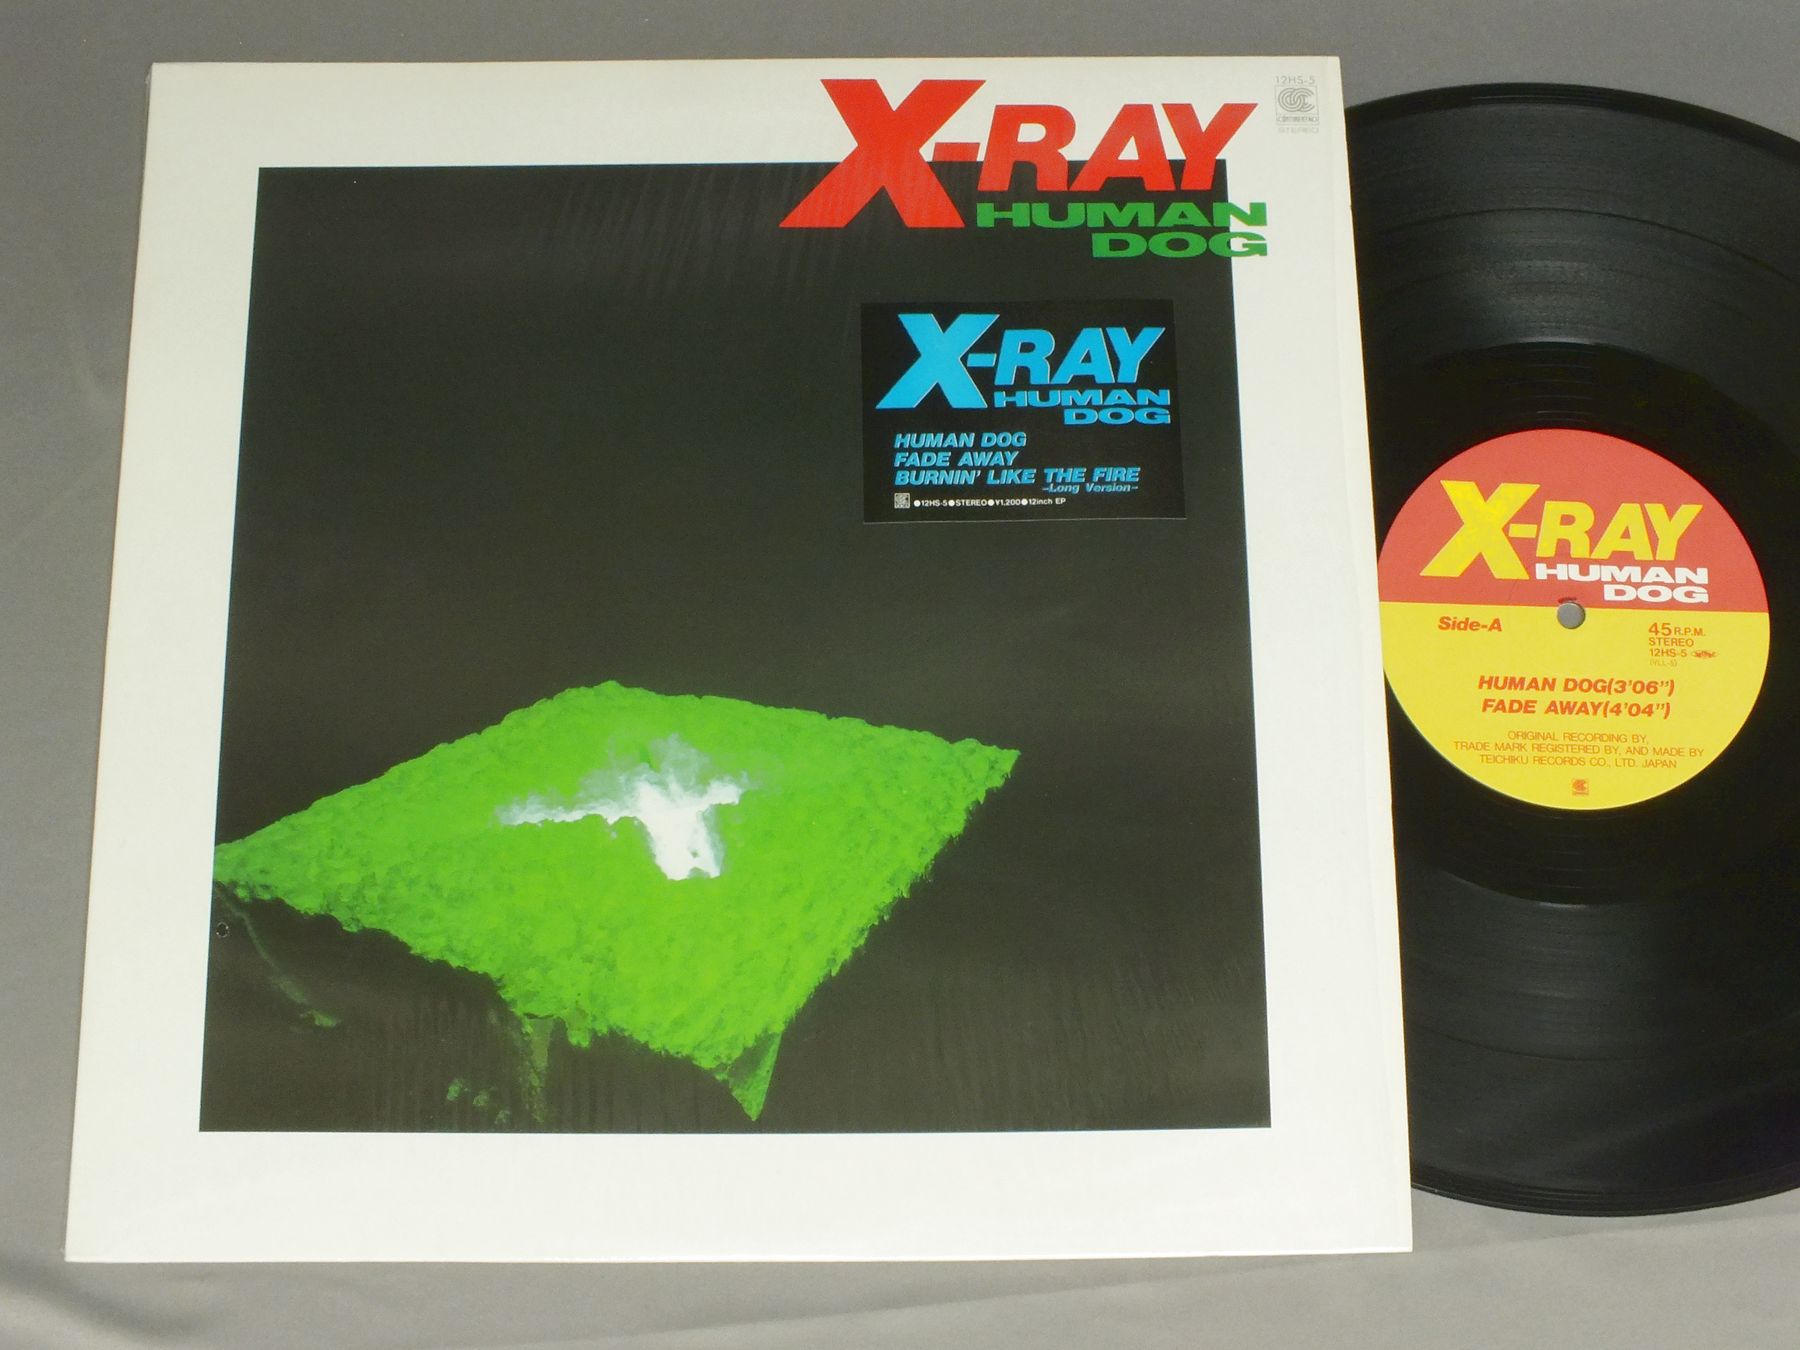 X-RAY
HUMAN
DOG
12HS-5
STEREO
X-RAY
HUMAN
DOG
HUMAN DOG
FADE AWAY
BURNIN' LIKE THE FIRE
-Long Version-
●12HS-5●STEREO●¥1,200●12inch EP
X-RAY
HUMAN
DOG
Side-A
45 R.P.M.
STEREO
12HS-5
(YLL-5)
HUMAN DOG(3'06")
FADE AWAY(4'04")
ORIGINAL RECORDING BY,
TRADE MARK REGISTERED BY, AND MADE BY
TEICHIKU RECORDS CO., LTD. JAPAN